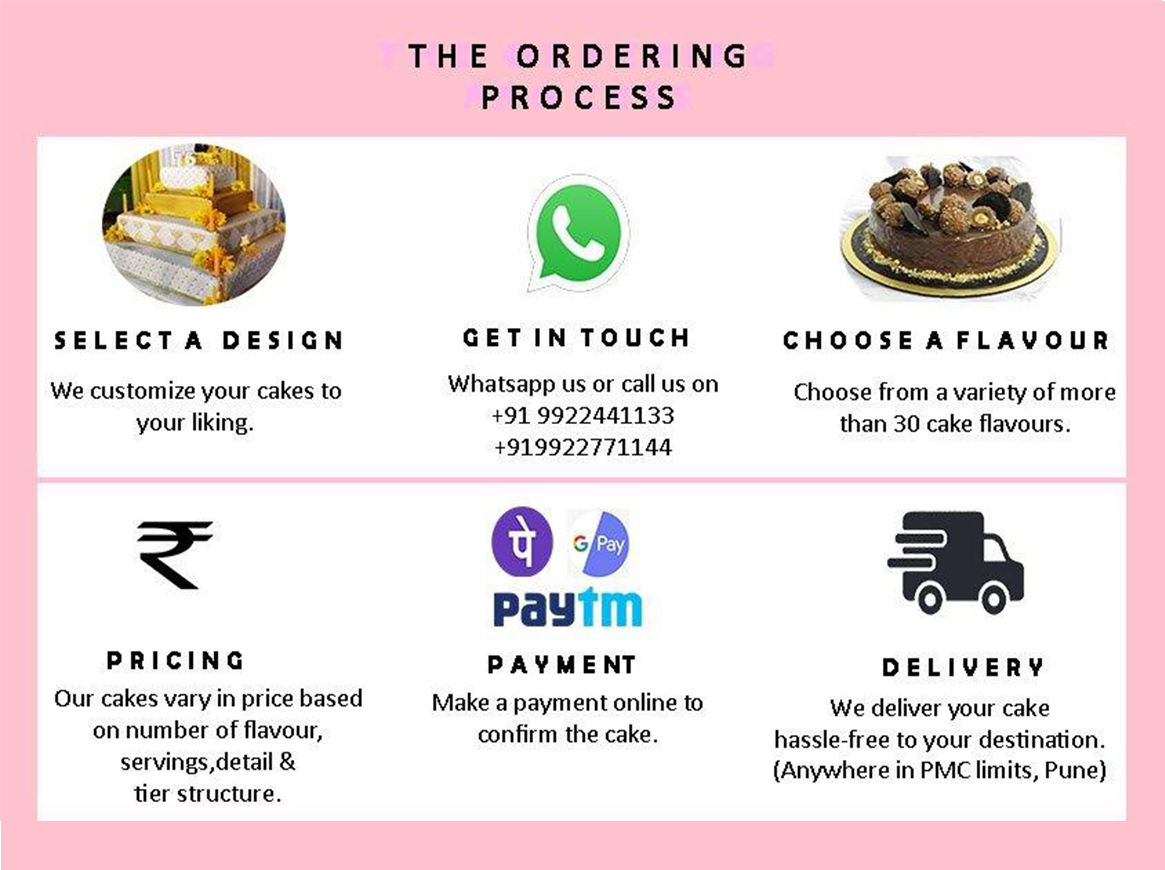 THE ORDERING
PROCESS
SELECT A DESIGN
We customize your cakes to
your liking.
GET IN TOUCH
Whatsapp us or call us on
+91 9922441133
+919922771144
CHOOSE A FLAVOUR
Choose from a variety of more
than 30 cake flavours.
PRICING
Our cakes vary in price based
on number of flavour,
servings,detail &
tier structure.
पे
G Pay
paytm
PAYMENT
Make a payment online to
confirm the cake.
DELIVERY
We deliver your cake
hassle-free to your destination.
(Anywhere in PMC limits, Pune)